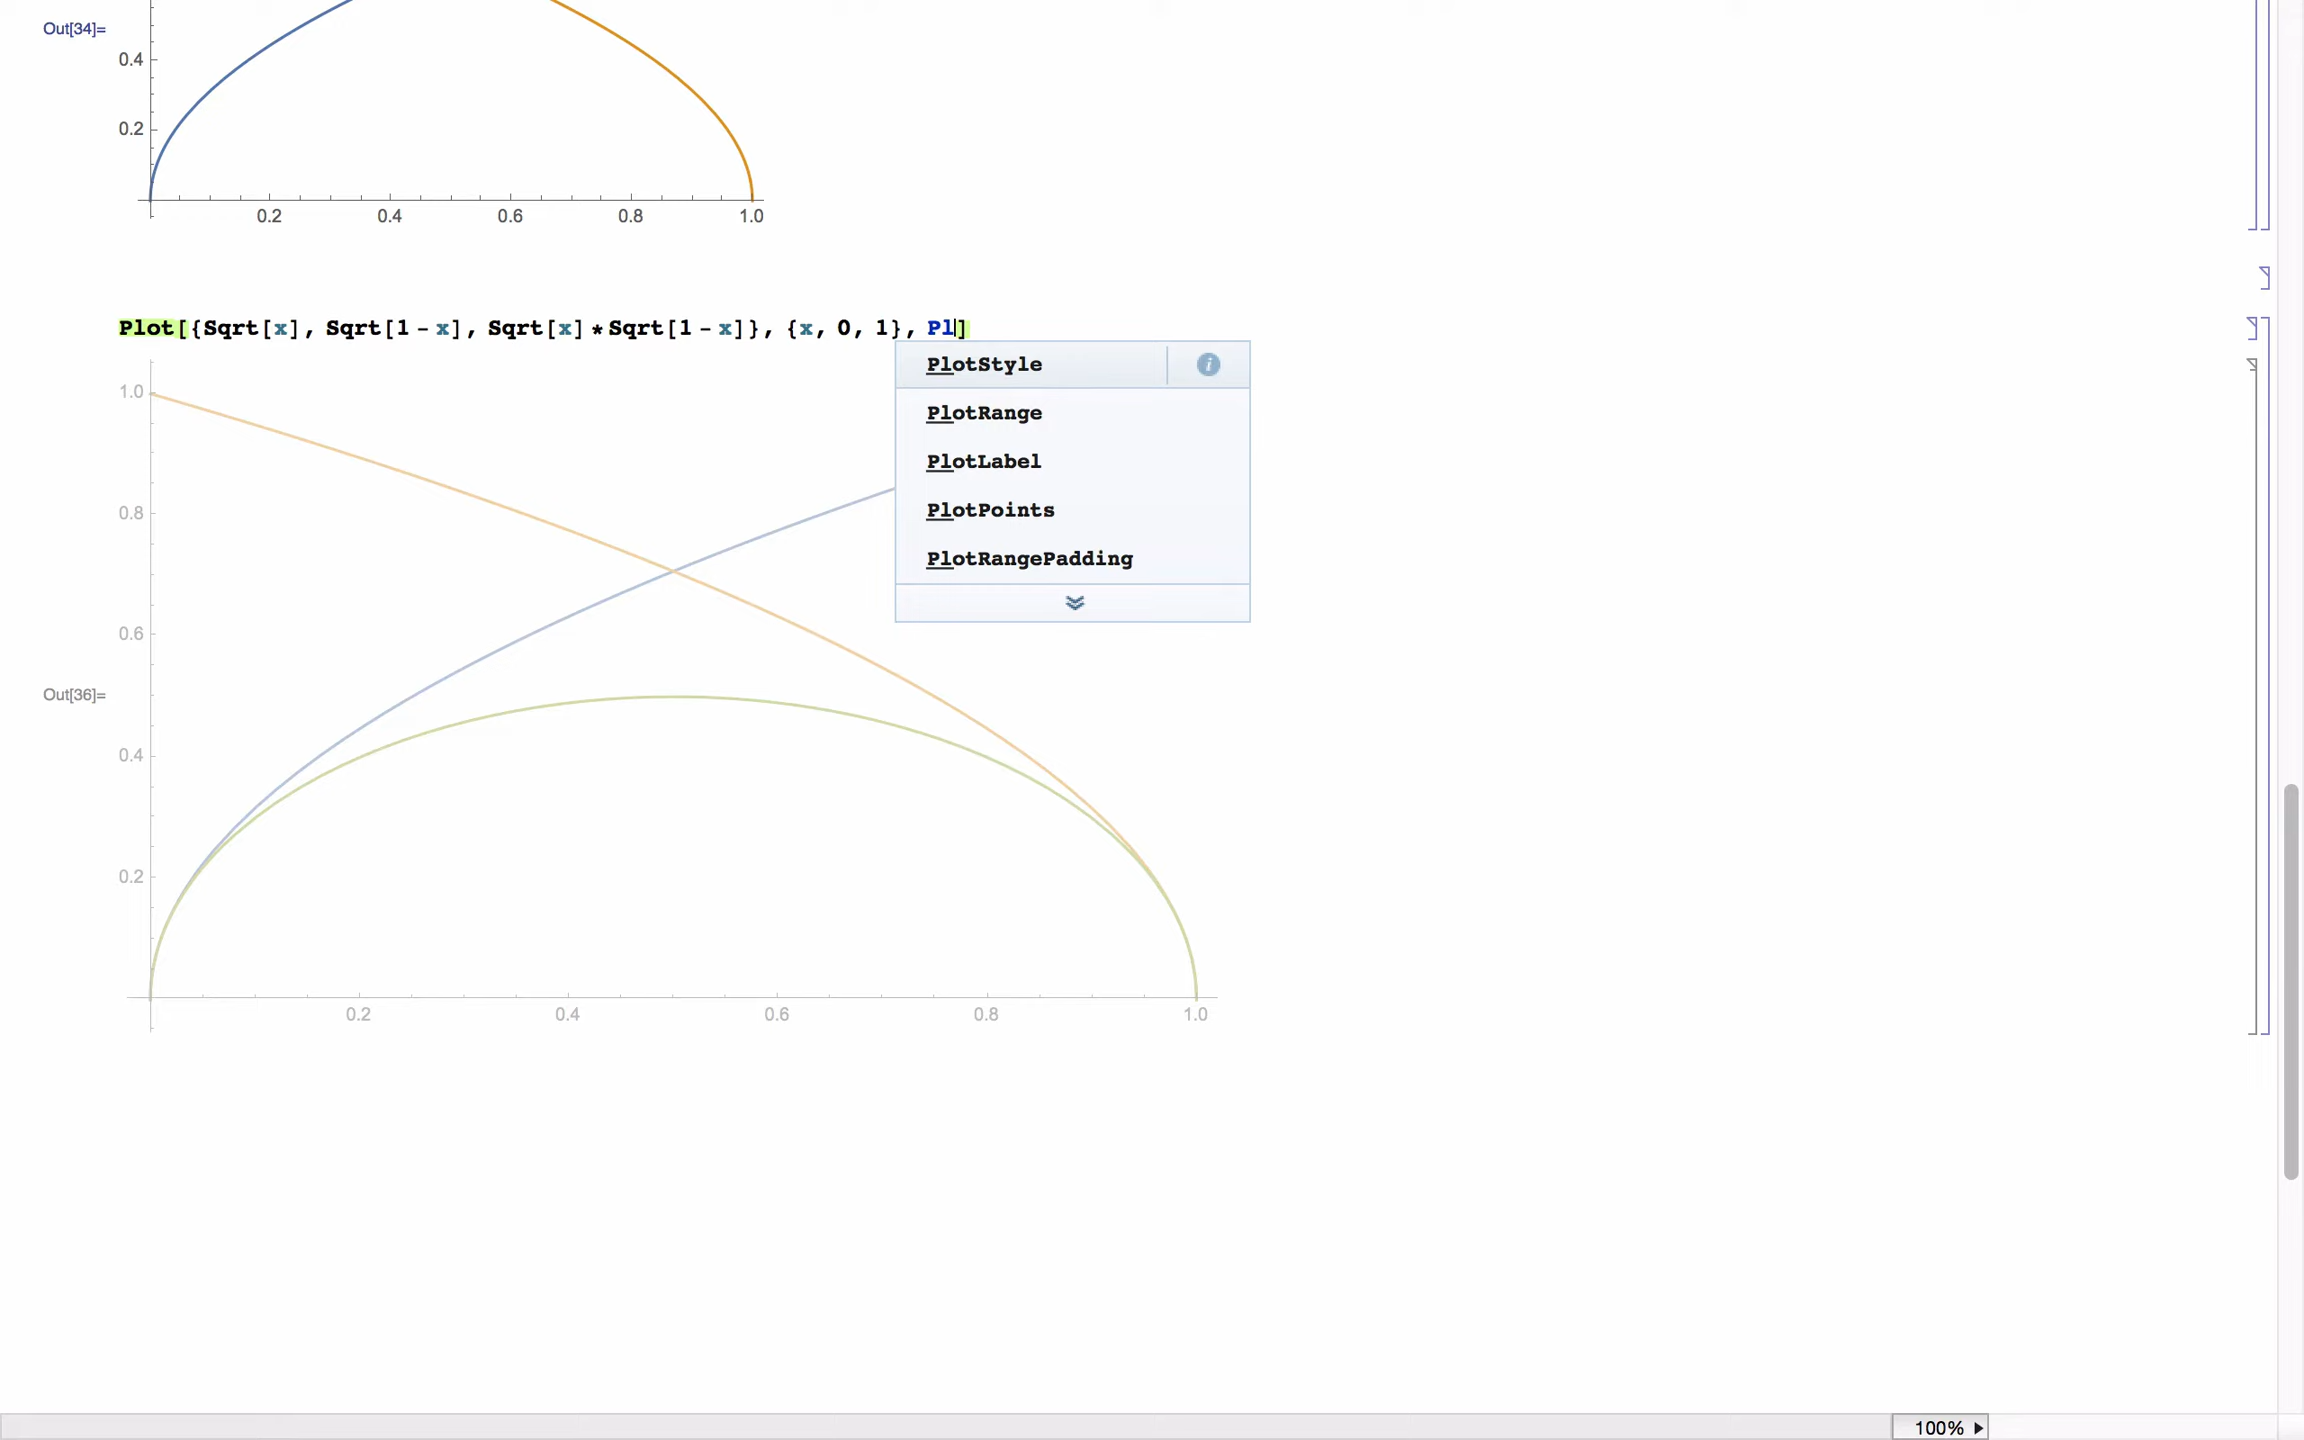 Out[34]=
0.4
0.2
0.2 0.4 0.6 0.8 1.0
Plot[{Sqrt[x], Sqrt[1 - x], Sqrt[x] * Sqrt[1 - x]}, {x, 0, 1}, Pl]
PlotStyle i
PlotRange
PlotLabel
PlotPoints
PlotRangePadding
1.0
0.8
0.6
Out[36]=
0.4
0.2
0.2 0.4 0.6 0.8 1.0
100%